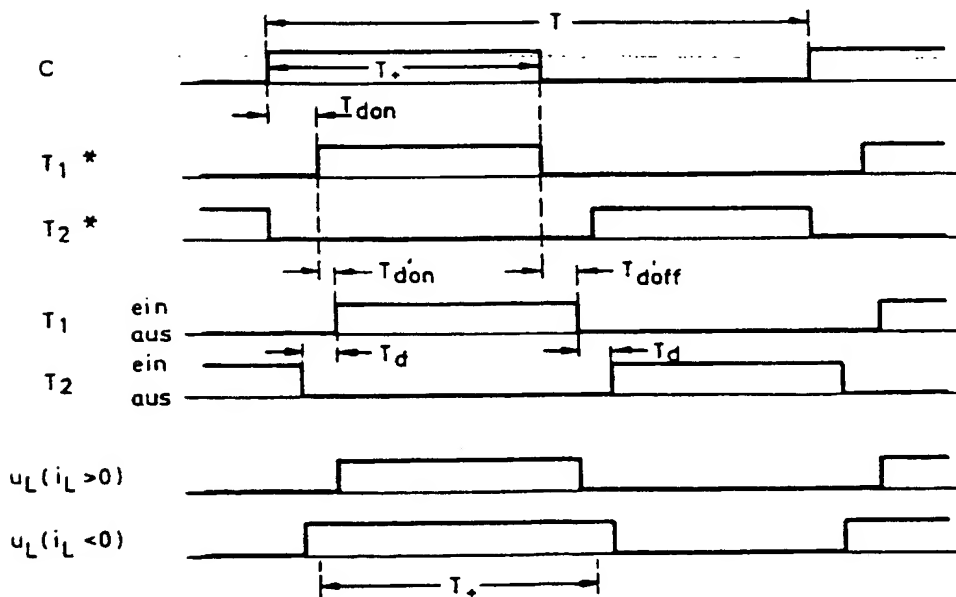 T
C
T+
Tdon
T1 *
T2 *
Td'on
Td'off
T1 ein
aus
Td
Td
T2 ein
aus
uL(iL>0)
uL(iL<0)
T+